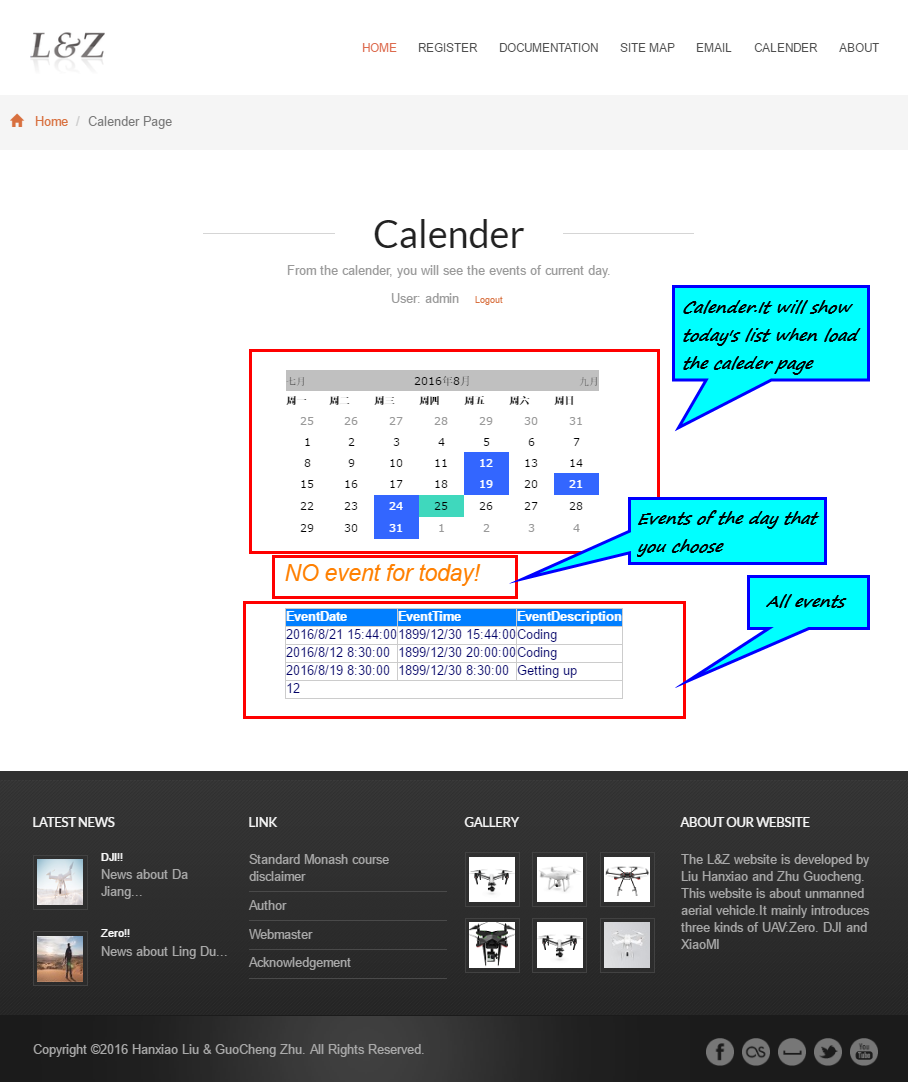 L&Z
HOME REGISTER DOCUMENTATION SITE MAP EMAIL CALENDER ABOUT
Home / Calender Page
Calender
From the calender, you will see the events of current day.
User: admin Logout
Calender.It will show
today's list when load
the caleder page
七月 2016年8月 九月
周一 周二 周三 周四 周五 周六 周日
25 26 27 28 29 30 31
1 2 3 4 5 6 7
8 9 10 11 12 13 14
15 16 17 18 19 20 21
22 23 24 25 26 27 28
29 30 31 1 2 3 4
Events of the day that
you choose
NO event for today!
All events
EventDate EventTime EventDescription
2016/8/21 15:44:00 1899/12/30 15:44:00 Coding
2016/8/12 8:30:00 1899/12/30 20:00:00 Coding
2016/8/19 8:30:00 1899/12/30 8:30:00 Getting up
12
LATEST NEWS
DJI!!
News about Da
Jiang...
Zero!!
News about Ling Du...
LINK
Standard Monash course
disclaimer
Author
Webmaster
Acknowledgement
GALLERY
ABOUT OUR WEBSITE
The L&Z website is developed by
Liu Hanxiao and Zhu Guocheng.
This website is about unmanned
aerial vehicle.It mainly introduces
three kinds of UAV:Zero. DJI and
XiaoMI
Copyright ©2016 Hanxiao Liu & GuoCheng Zhu. All Rights Reserved.
You
Tube